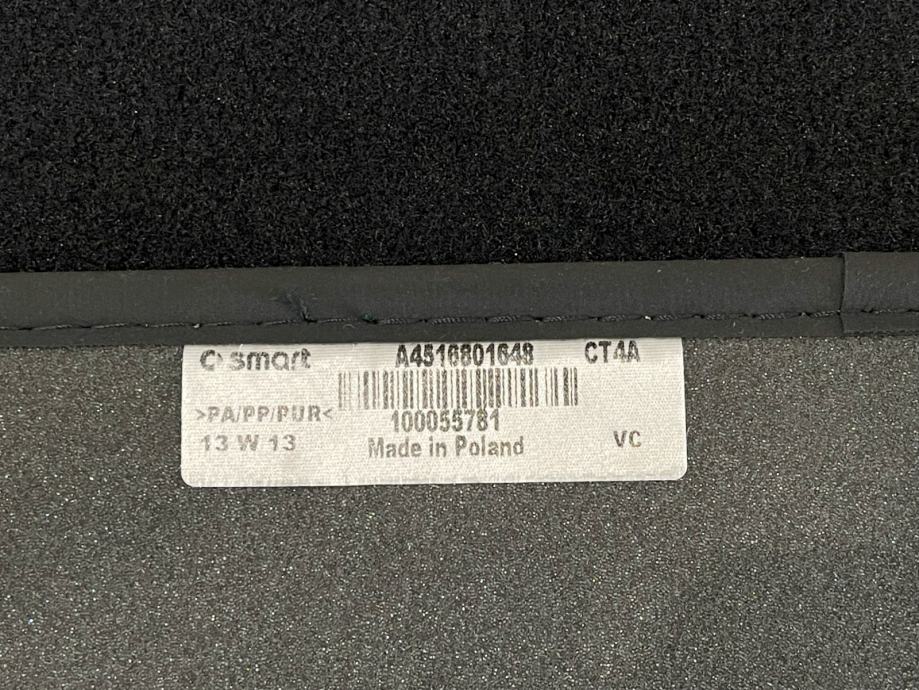 smart A4516801648 CT4A
>PA/PP/PUR<
100055781
13 W 13 Made in Poland VC